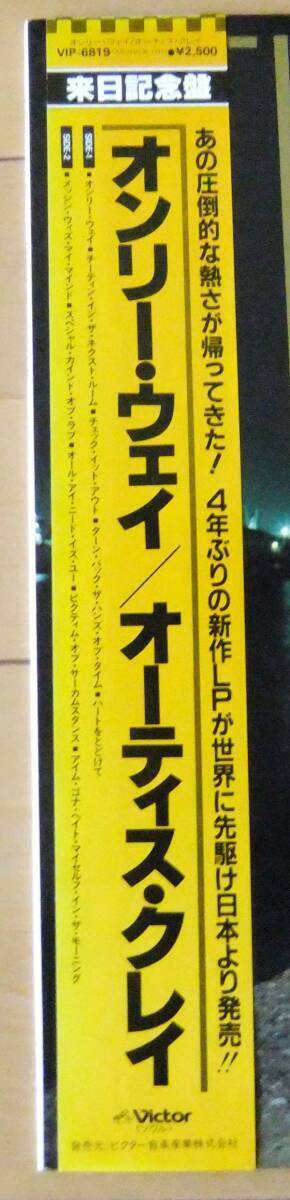 オンリー・ウェイ/オーティス・クレイ
VIP-6819 ●¥2,500
来日記念盤
あの圧倒的な熱さが帰ってきた! 4年ぶりの新作LPが世界に先駆け日本より発売!!
オンリー・ウェイ/オーティス・クレイ
SIDE-1 ■オンリー・ウェイ■チーティン・イン・ザ・ネクスト・ルーム■チェック・イット・アウト■ターン・バック・ザ・ハンズ・オブ・タイム■ハートをとどけて
SIDE-2 ■メッシン・ウィズ・マイ・マインド■スペシャル・カインド・オブ・ラブ■オール・アイ・ニード・イズ・ユー■ビクティム・オブ・サーカムスタンス■アイム・ゴナ・ヘイト・マイセルフ・イン・ザ・モーニング
Victor
(ソウル)
発売元:ビクター音楽産業株式会社